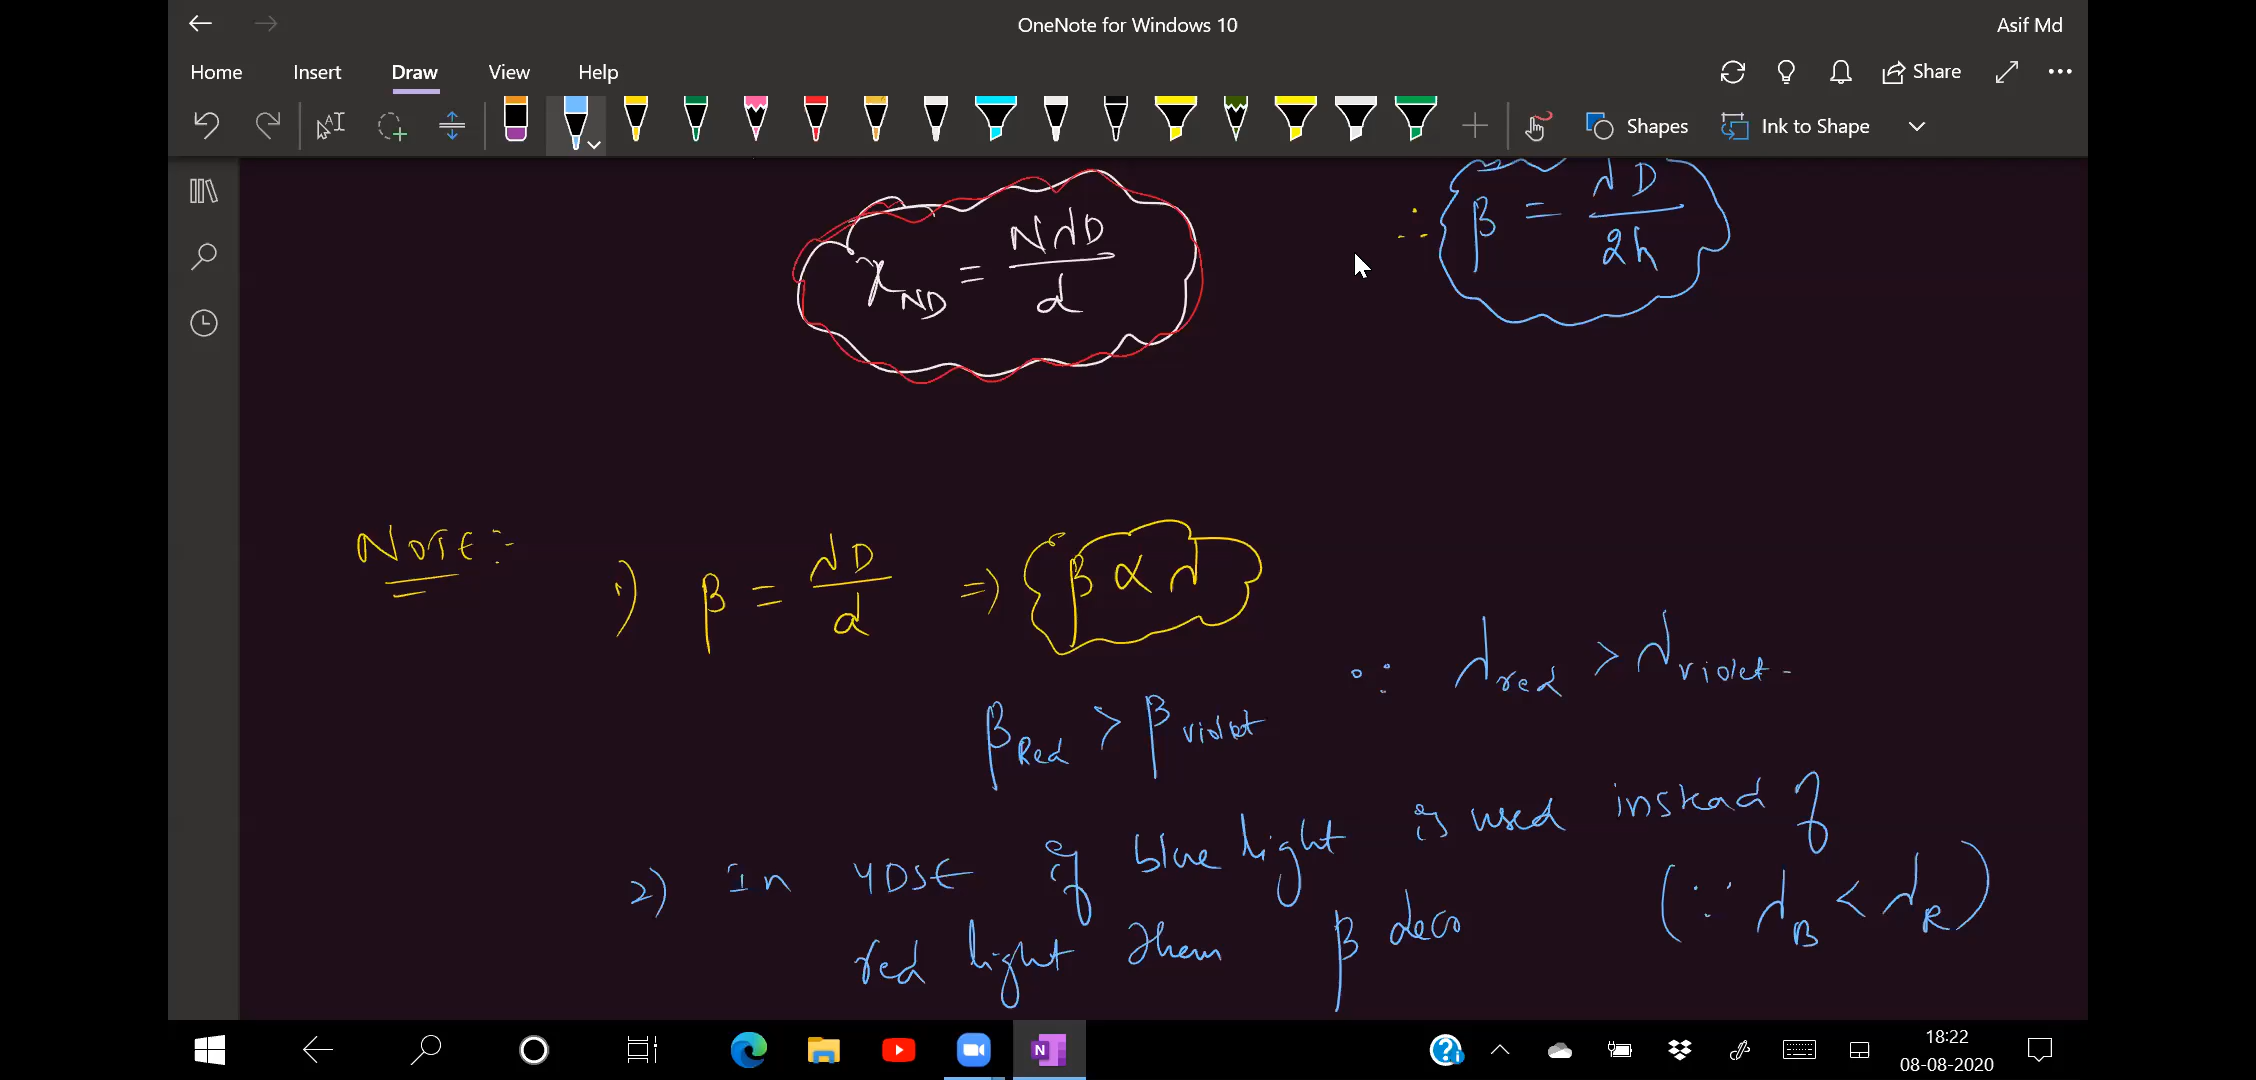 OneNote for Windows 10
Asif Md
Home Insert Draw View Help
Share
Shapes Ink to Shape
x_ND = NλD / d
∴ β = λD / 2h
NOTE :-
1) β = λD / d ⇒ β ∝ λ
∵ λ_red > λ_violet -
β_Red > β_violet
2) In YDSE if blue light is used instead of
red light then β decr (∵ λ_B < λ_R)
18:22
08-08-2020